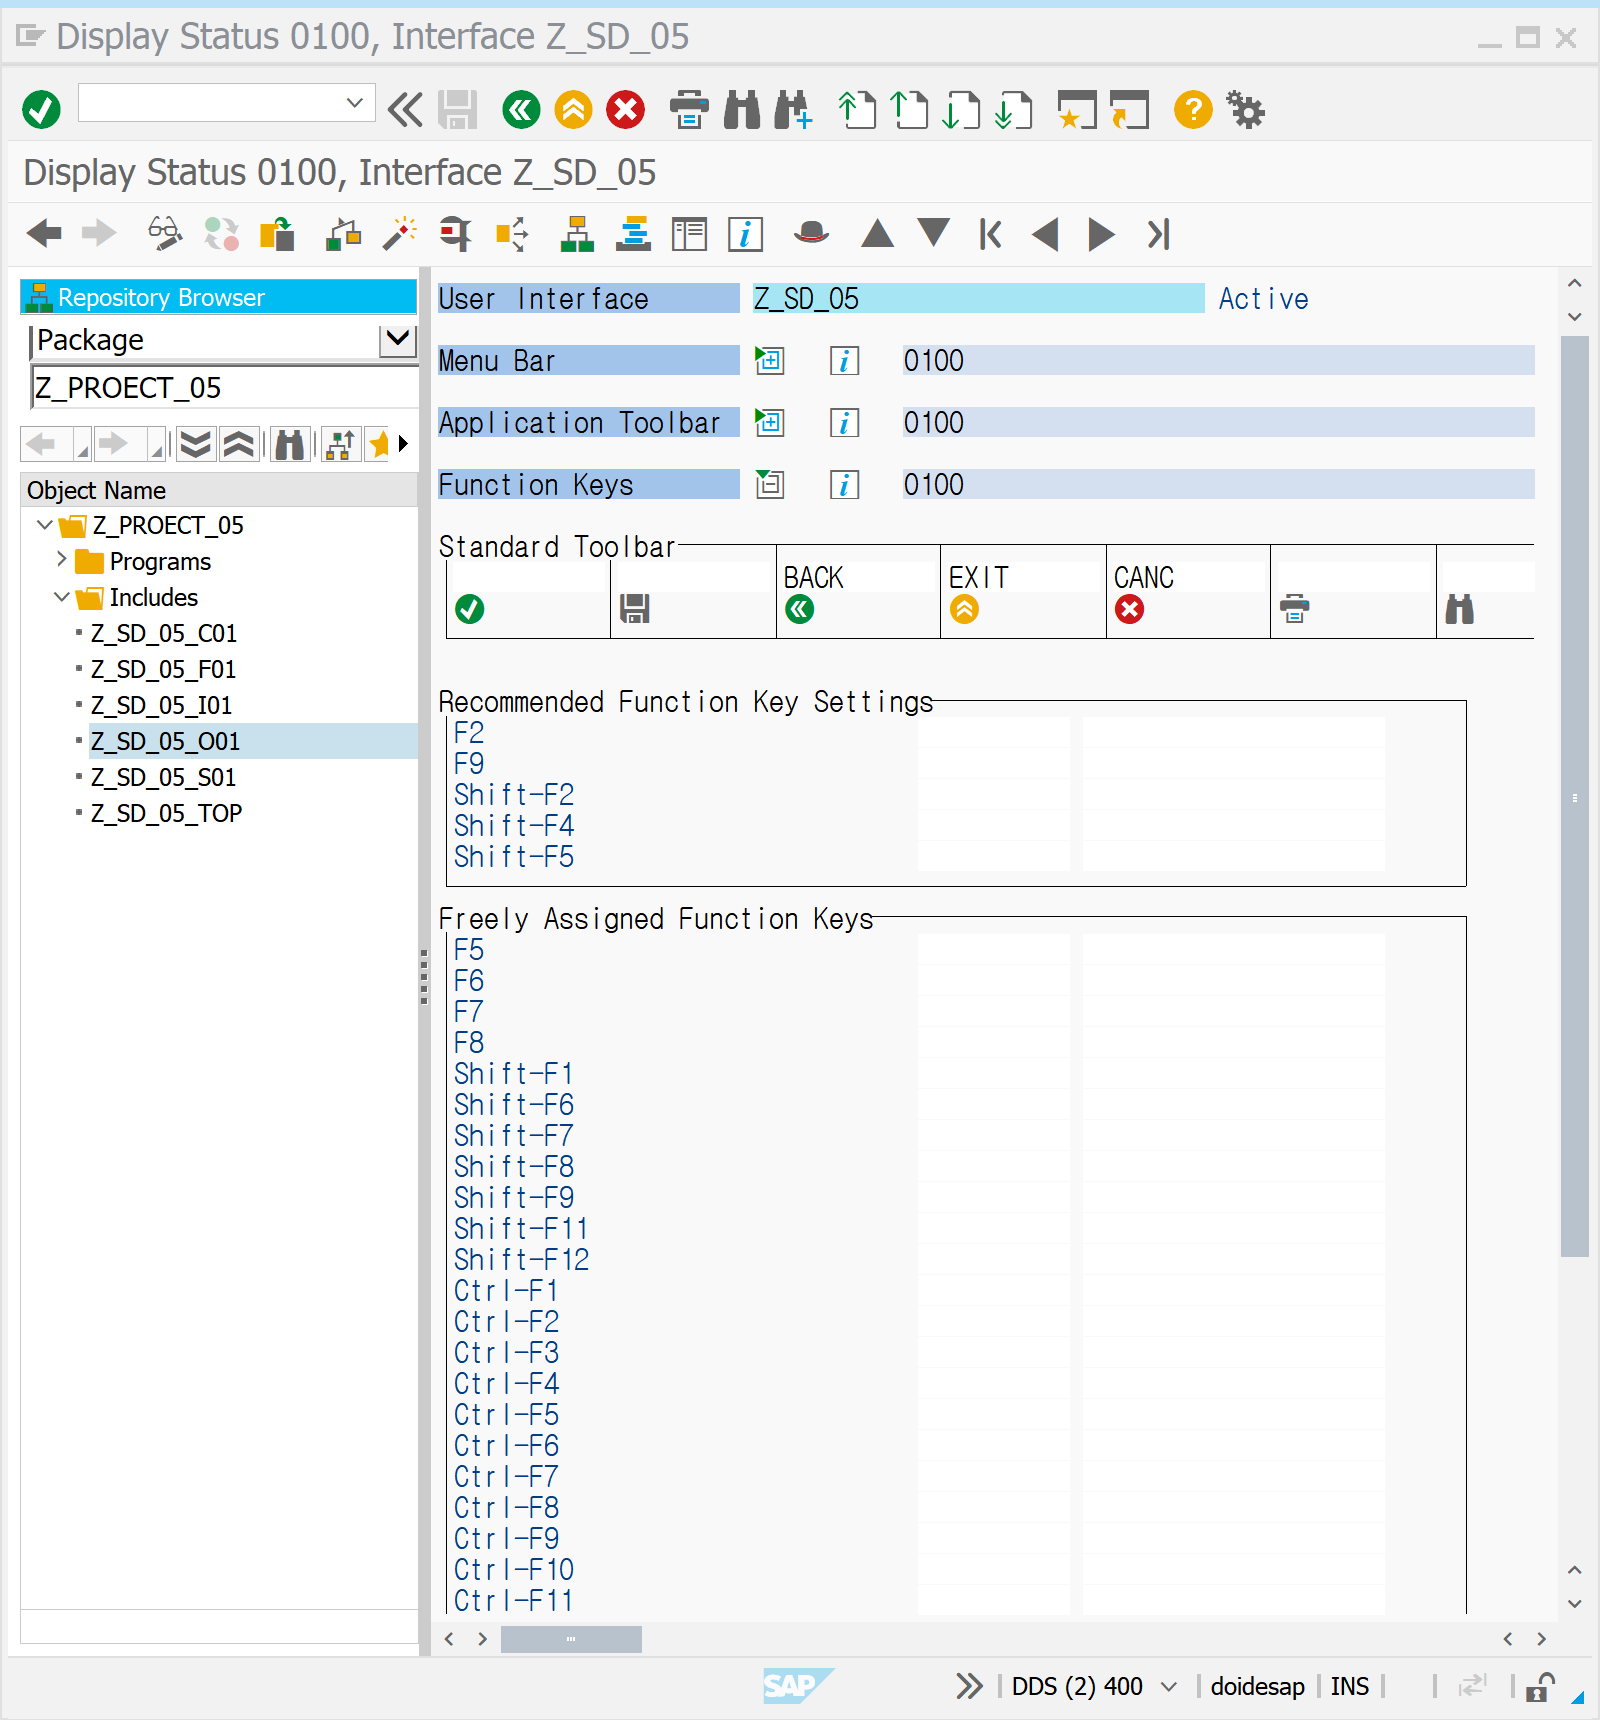 Display Status 0100, Interface Z_SD_05
Display Status 0100, Interface Z_SD_05
Repository Browser
Package
Z_PROECT_05
Object Name
Z_PROECT_05
Programs
Includes
Z_SD_05_C01
Z_SD_05_F01
Z_SD_05_I01
Z_SD_05_O01
Z_SD_05_S01
Z_SD_05_TOP
User Interface Z_SD_05 Active
Menu Bar 0100
Application Toolbar 0100
Function Keys 0100
Standard Toolbar
BACK EXIT CANC
Recommended Function Key Settings
F2
F9
Shift-F2
Shift-F4
Shift-F5
Freely Assigned Function Keys
F5
F6
F7
F8
Shift-F1
Shift-F6
Shift-F7
Shift-F8
Shift-F9
Shift-F11
Shift-F12
Ctrl-F1
Ctrl-F2
Ctrl-F3
Ctrl-F4
Ctrl-F5
Ctrl-F6
Ctrl-F7
Ctrl-F8
Ctrl-F9
Ctrl-F10
Ctrl-F11
SAP
DDS (2) 400 doidesap INS